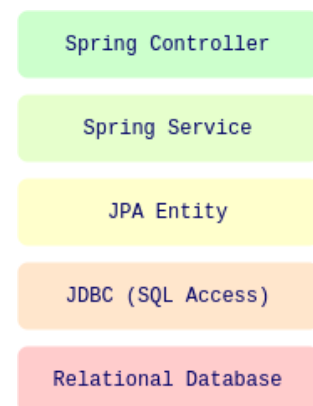 Spring Controller
Spring Service
JPA Entity
JDBC (SQL Access)
Relational Database